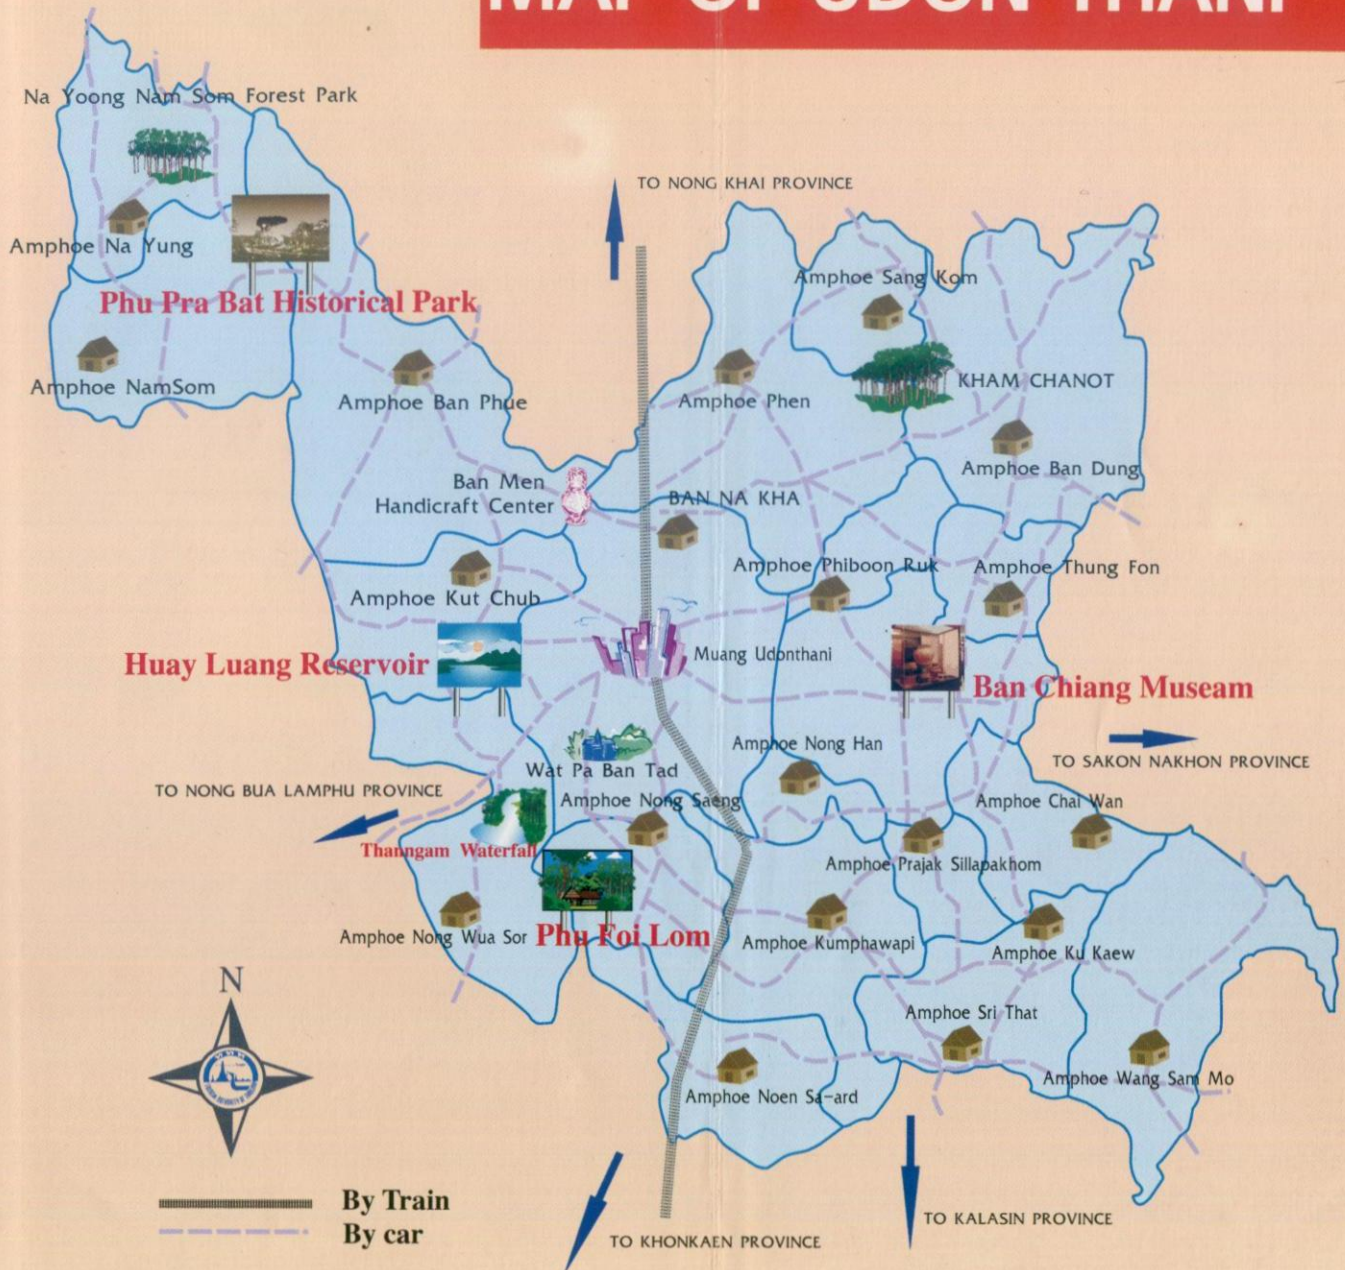 MAP OF UDON THANI
Na Yoong Nam Som Forest Park
TO NONG KHAI PROVINCE
Amphoe Na Yung
Amphoe Sang Kom
Phu Pra Bat Historical Park
Amphoe NamSom
Amphoe Ban Phue
Amphoe Phen
KHAM CHANOT
Amphoe Ban Dung
Ban Men
Handicraft Center
BAN NA KHA
Amphoe Phiboon Ruk
Amphoe Thung Fon
Amphoe Kut Chub
Huay Luang Reservoir
Muang Udonthani
Ban Chiang Museam
Amphoe Nong Han
TO SAKON NAKHON PROVINCE
Wat Pa Ban Tad
TO NONG BUA LAMPHU PROVINCE
Amphoe Nong Saeng
Amphoe Chai Wan
Thanngam Waterfall
Amphoe Prajak Sillapakhom
Amphoe Nong Wua Sor
Phu Foi Lom
Amphoe Kumphawapi
Amphoe Ku Kaew
N
Amphoe Sri That
Amphoe Wang Sam Mo
Amphoe Noen Sa-ard
By Train
By car
TO KHONKAEN PROVINCE
TO KALASIN PROVINCE